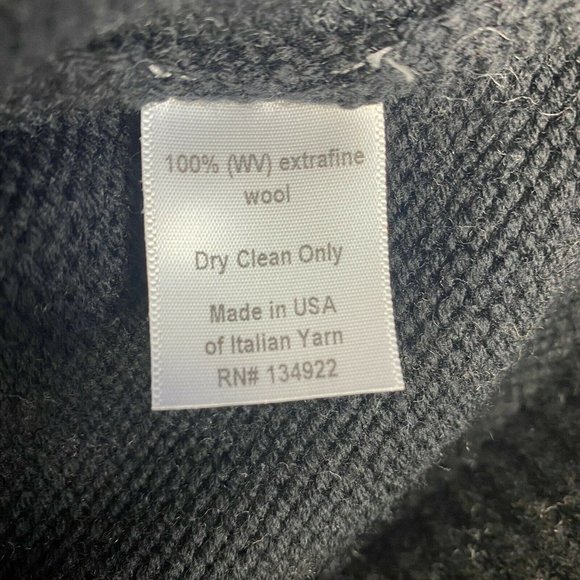 100% (WV) extrafine
wool
Dry Clean Only
Made in USA
of Italian Yarn
RN# 134922